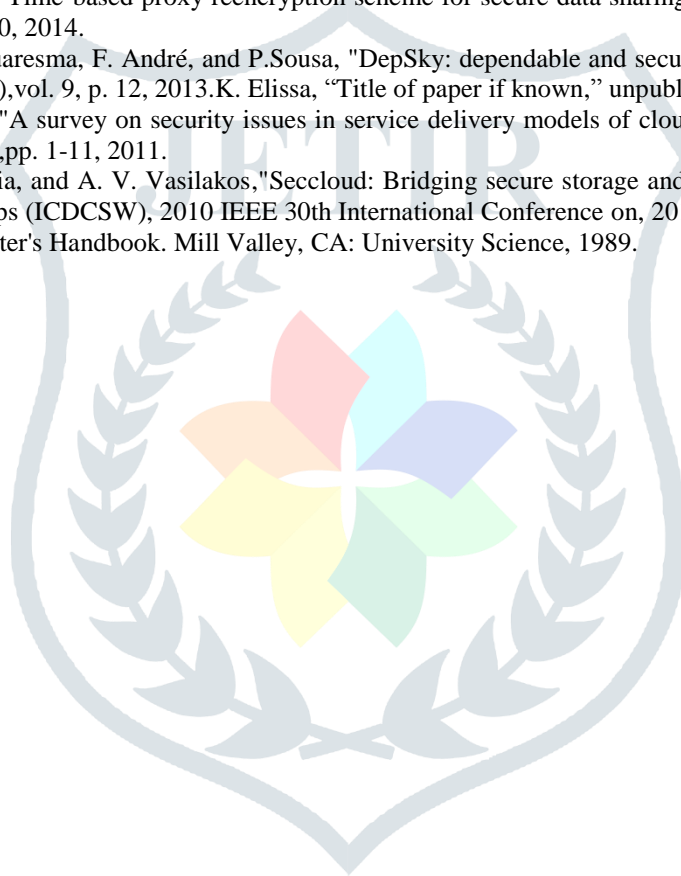 Time-based proxy reencryption scheme for secure data sharing
0, 2014.
uaresma, F. André, and P.Sousa, "DepSky: dependable and secu
),vol. 9, p. 12, 2013.K. Elissa, “Title of paper if known,” unpubl
"A survey on security issues in service delivery models of clou
,pp. 1-11, 2011.
ia, and A. V. Vasilakos,"Seccloud: Bridging secure storage and
ps (ICDCSW), 2010 IEEE 30th International Conference on, 20
ter's Handbook. Mill Valley, CA: University Science, 1989.
JETIR